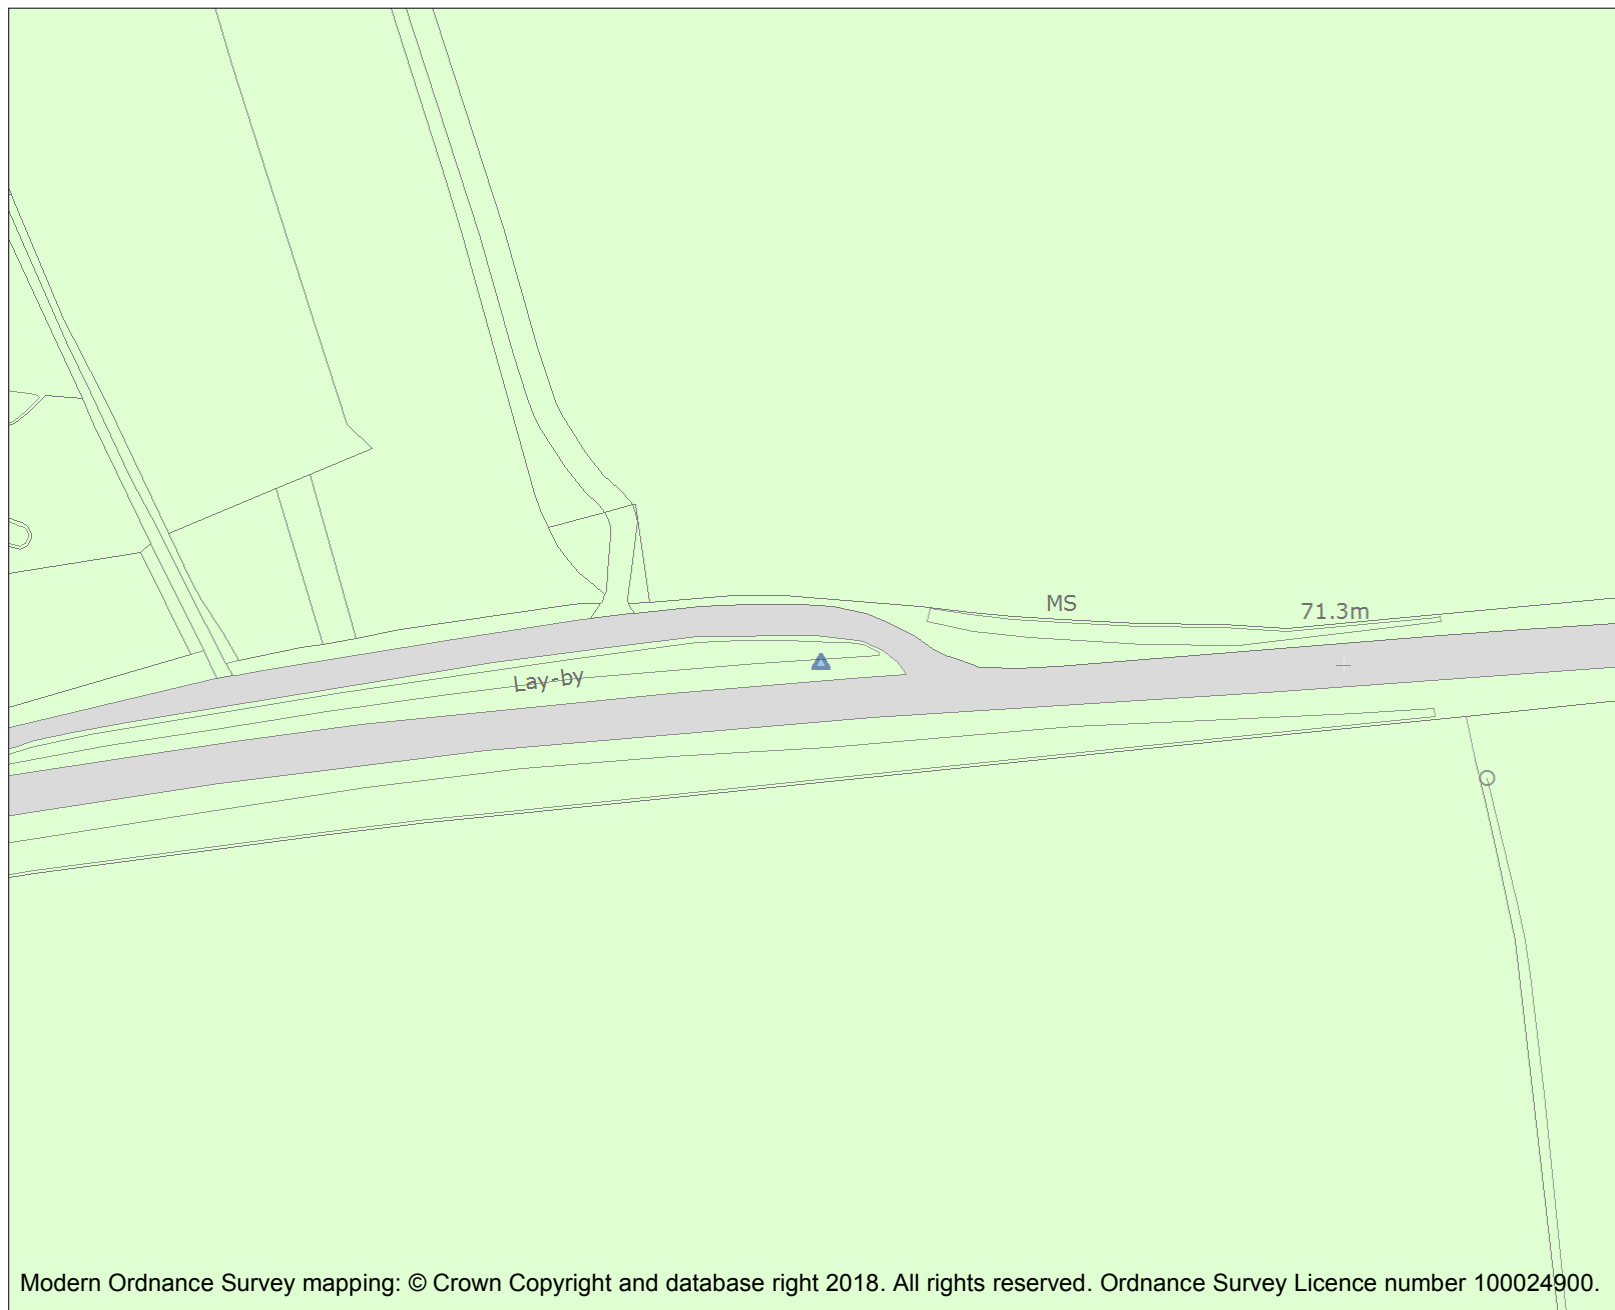 MS
71.3m
Lay-by
Modern Ordnance Survey mapping: © Crown Copyright and database right 2018. All rights reserved. Ordnance Survey Licence number 100024900.